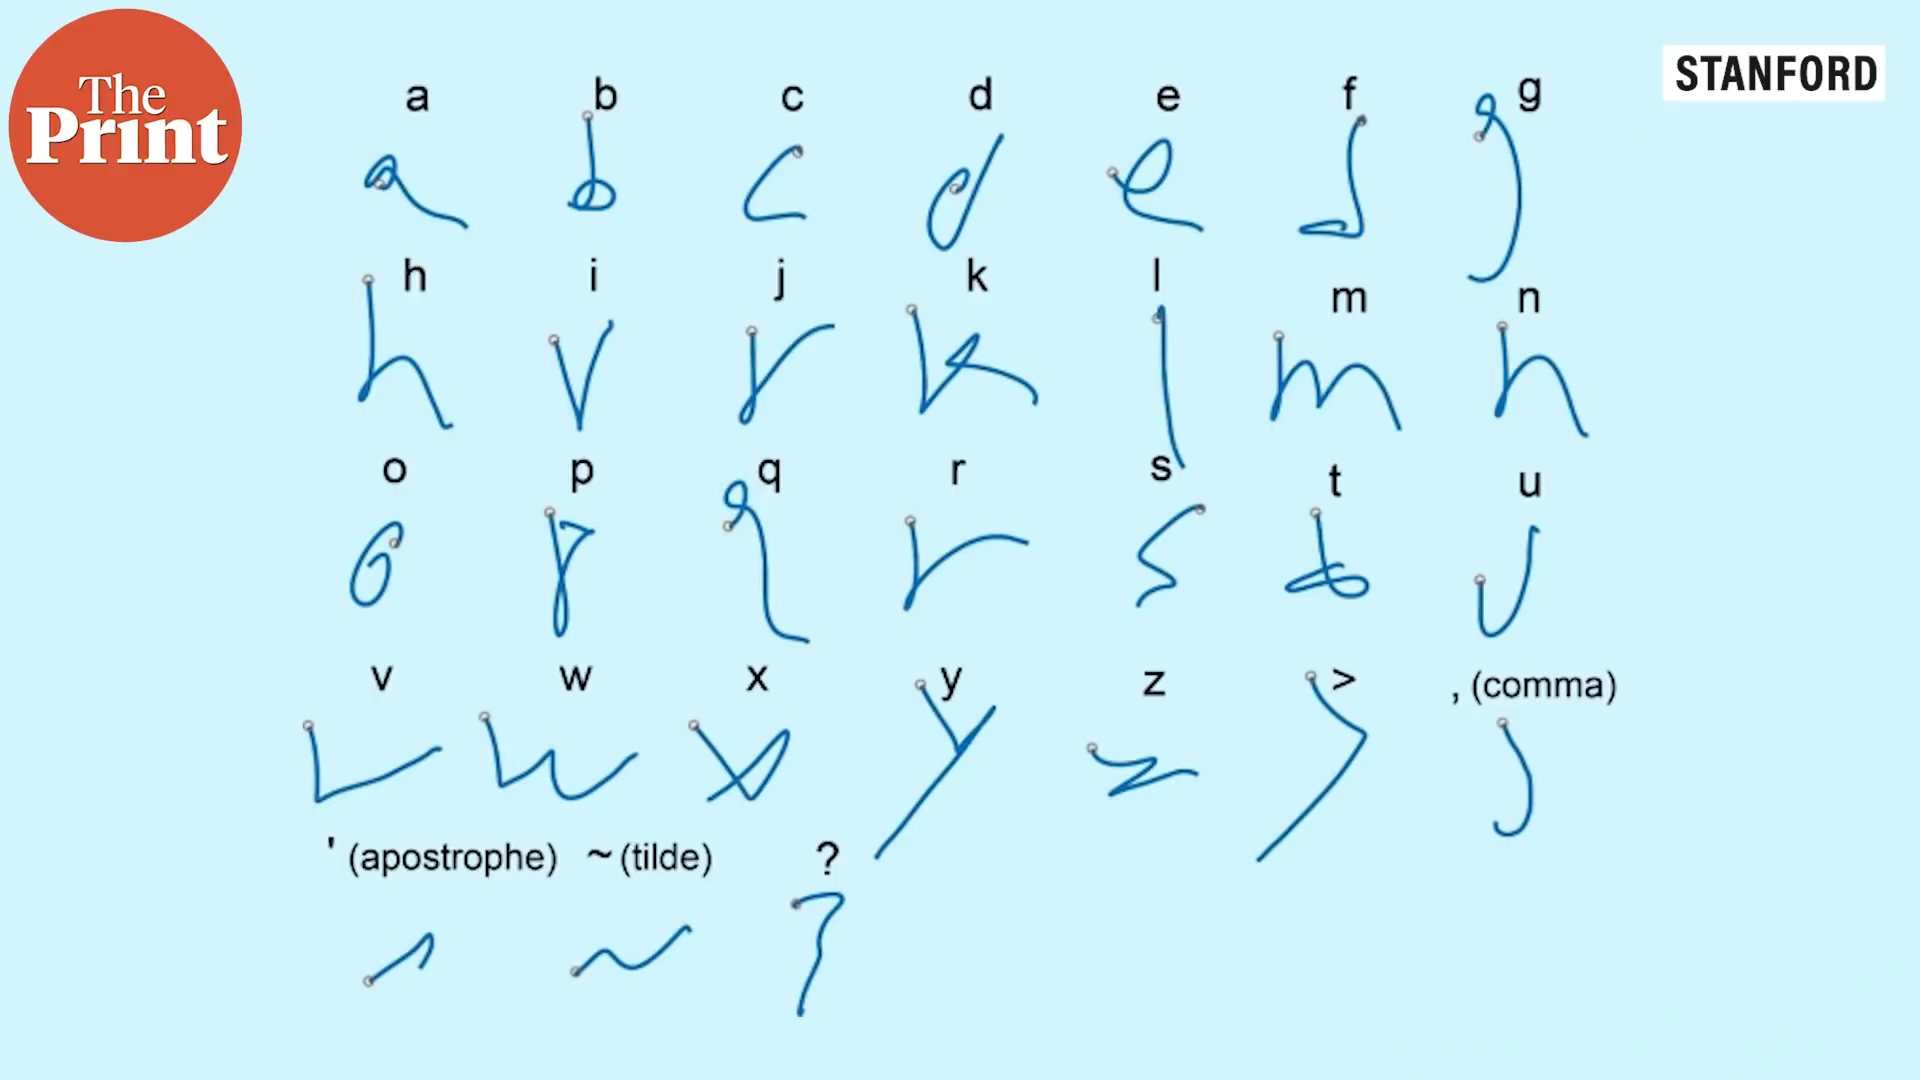 The
Print
STANFORD
a b c d e f g
h i j k l m n
o p q r s t u
v w x y z > , (comma)
' (apostrophe) ~ (tilde) ?